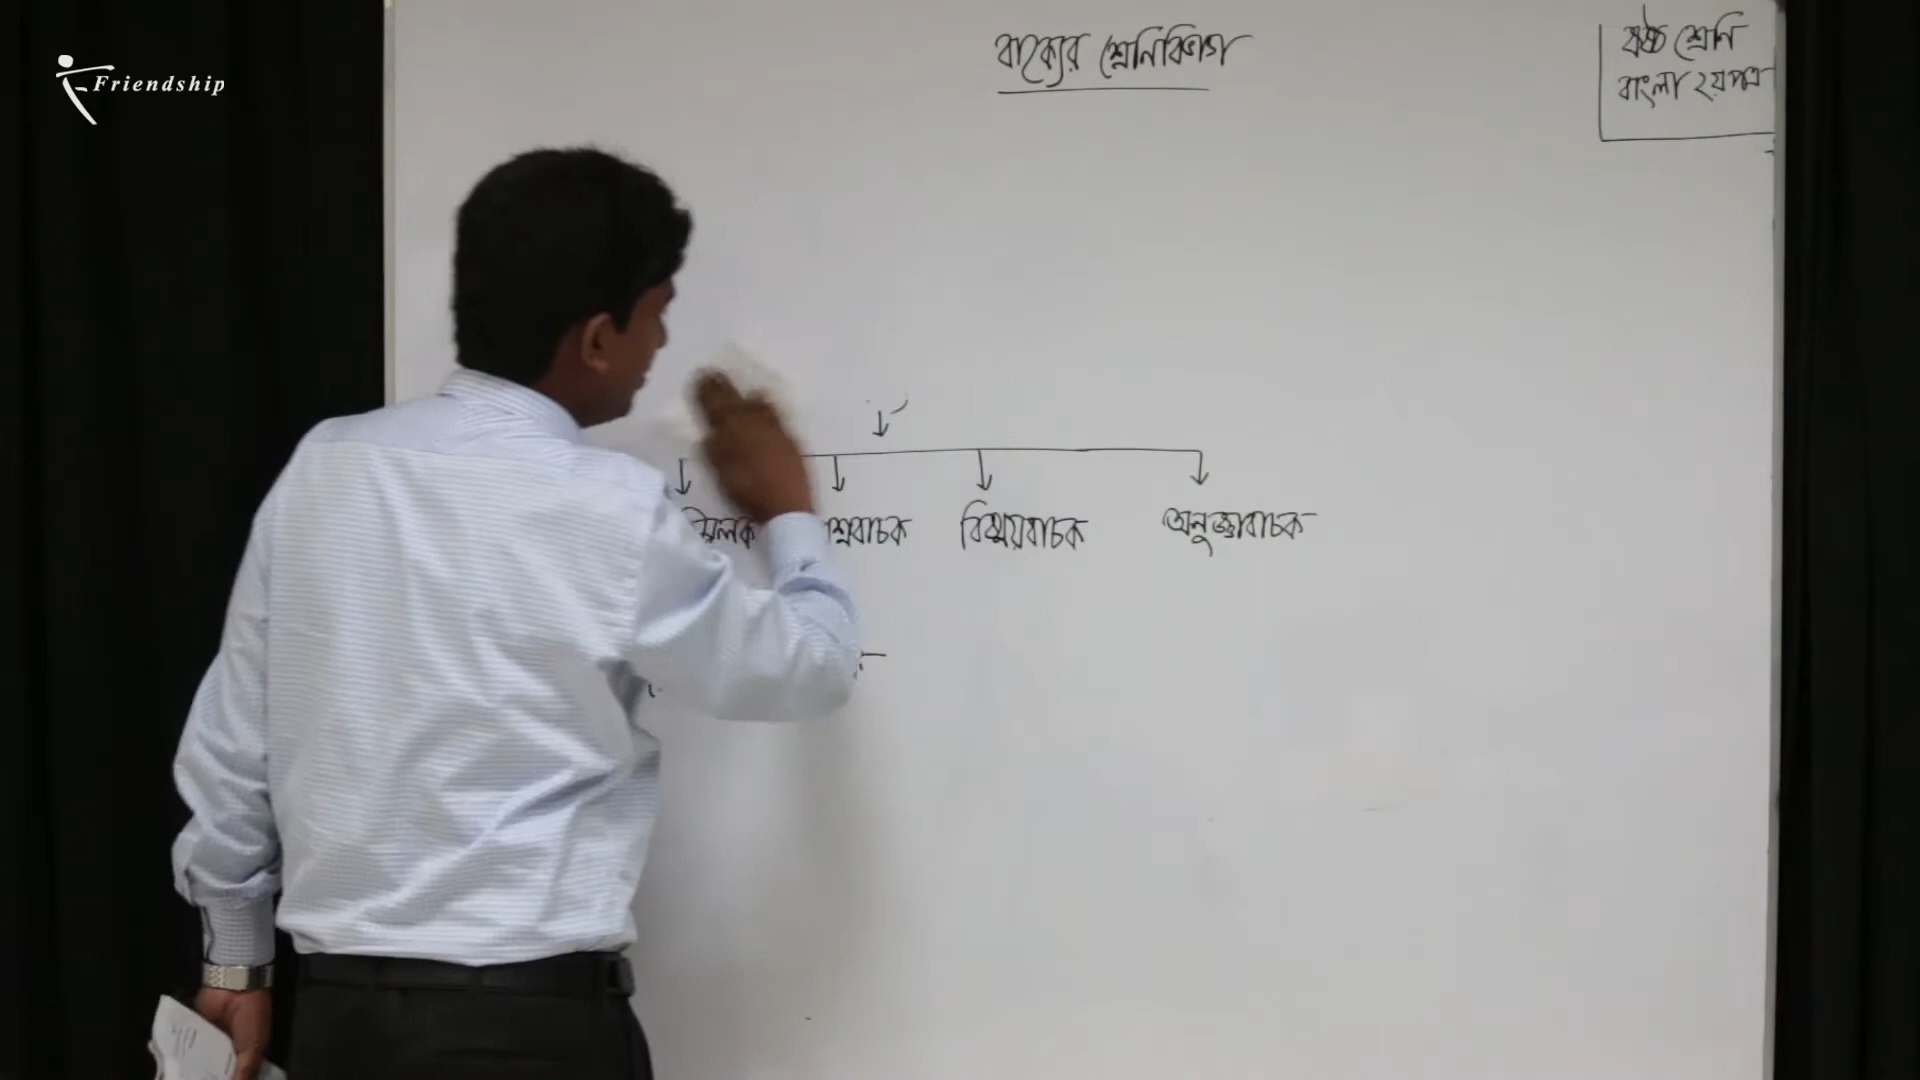 Friendship
বাক্যের শ্রেণিবিভাগ
ষষ্ঠ শ্রেণি
বাংলা ২য় পত্র
বিস্ময়বাচক অনুজ্ঞাবাচক